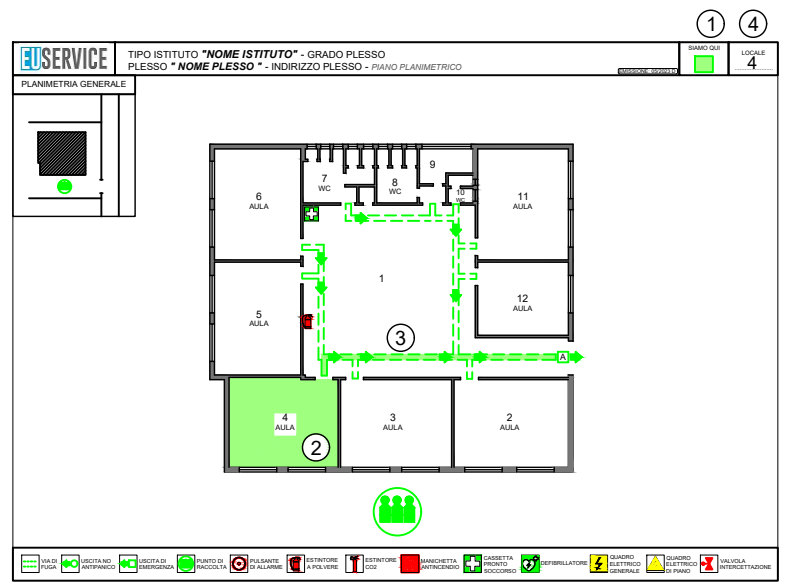 1 4
EUSERVICE
TIPO ISTITUTO "NOME ISTITUTO" - GRADO PLESSO
PLESSO " NOME PLESSO " - INDIRIZZO PLESSO - PIANO PLANIMETRICO
SIAMO QUI
LOCALE
4
PLANIMETRIA GENERALE
6
AULA
7
WC
8
WC
9
10
WC
11
AULA
1
5
AULA
12
AULA
3
A
4
AULA
2
3
AULA
2
AULA
VIA DI
FUGA
USCITA NO
ANTIPANICO
USCITA DI
EMERGENZA
PUNTO DI
RACCOLTA
PULSANTE
DI ALLARME
ESTINTORE
A POLVERE
ESTINTORE
CO2
MANICHETTA
ANTINCENDIO
CASSETTA
PRONTO
SOCCORSO
DEFIBRILLATORE
QUADRO
ELETTRICO
GENERALE
QUADRO
ELETTRICO
DI PIANO
VALVOLA
INTERCETTAZIONE